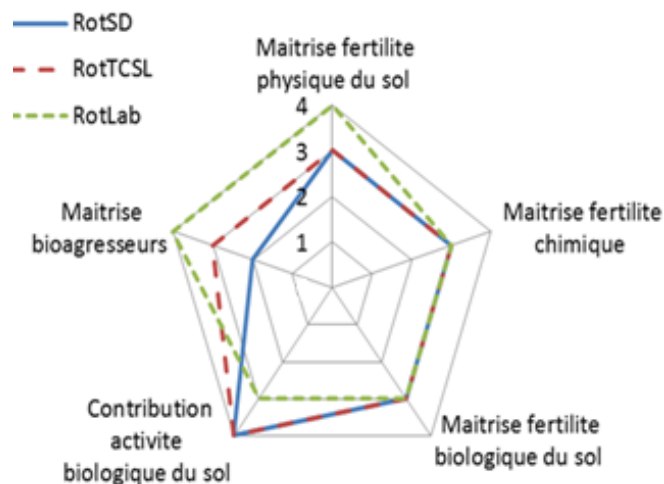 RotSD
RotTCSL
RotLab
Maitrise fertilite
physique du sol
4
3
2
1
Maitrise
bioagresseurs
Maitrise fertilite
chimique
Contribution
activite
biologique du sol
Maitrise fertilite
biologique du sol